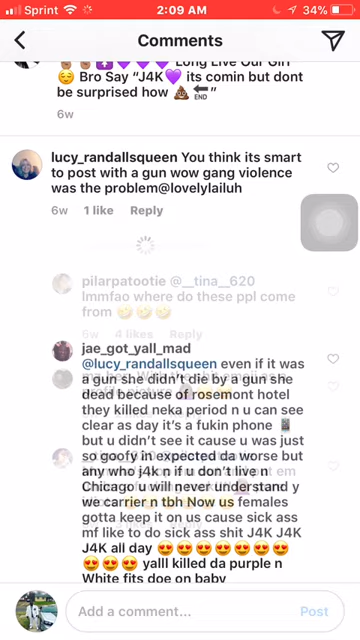 Sprint 2:09 AM 34%
Comments
Long Live Our Girl
😌 Bro Say “J4K💜 its comin but dont
be surprised how 💩 🔚”
6w
lucy_randallsqueen You think its smart
to post with a gun wow gang violence
was the problem@lovelylailuh
6w 1 like Reply
pilarpatootie @__tina__620
lmmfao where do these ppl come
from 🤣 🤣 🤣
6w 4 likes Reply
jae_got_yall_mad
@lucy_randallsqueen even if it was
a gun she didn’t die by a gun she
dead because of rosemont hotel
they killed neka period n u can see
clear as day it’s a fukin phone 📱
but u didn’t see it cause u was just
so goofy in expected da worse but
any who j4k n if u don’t live n
Chicago u will never understand y
we carrier n tbh Now us females
gotta keep it on us cause sick ass
mf like to do sick ass shit J4K J4K
J4K all day 😍 😍 😍 😍 😍 😍 😍
😍 😍 😍 yalll killed da purple n
White fits doe on baby
Add a comment... Post